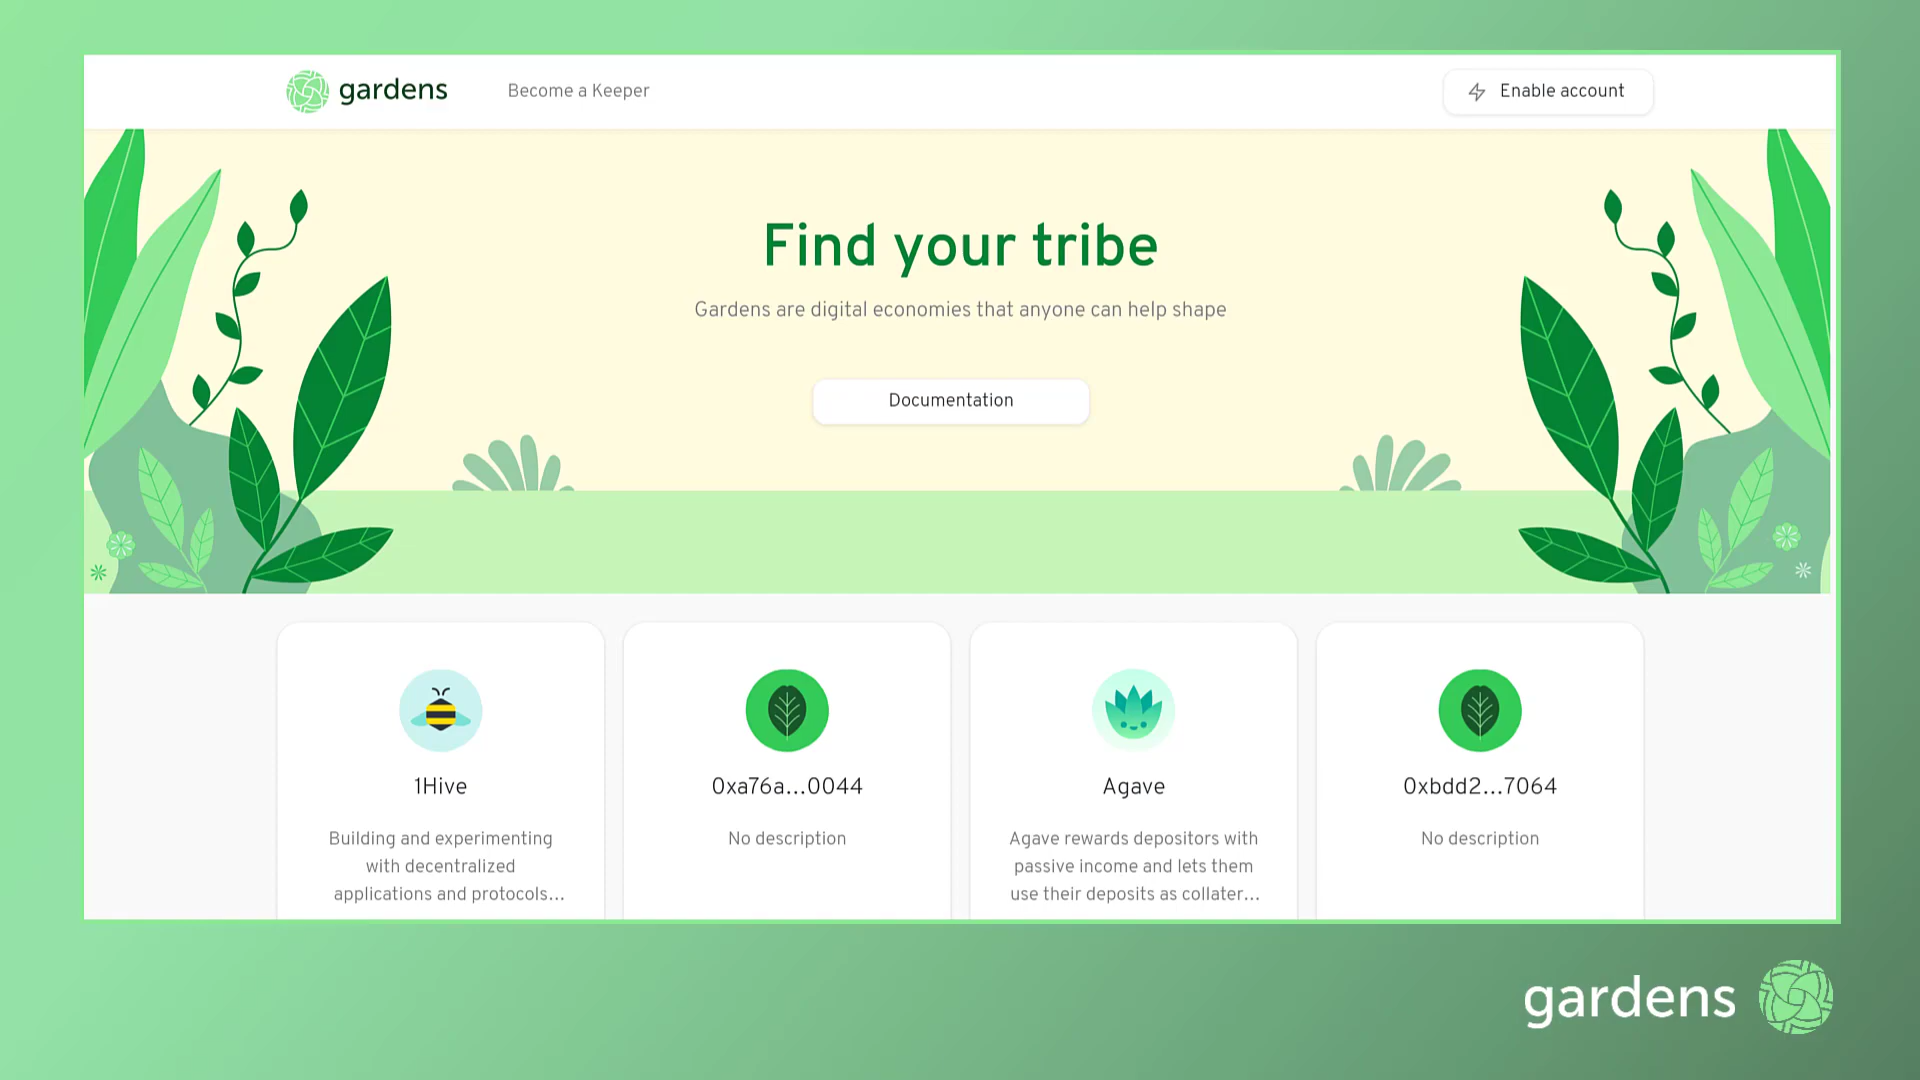 gardens
Become a Keeper
Enable account
Find your tribe
Gardens are digital economies that anyone can help shape
Documentation
1Hive
Building and experimenting
with decentralized
applications and protocols...
0xa76a...0044
No description
Agave
Agave rewards depositors with
passive income and lets them
use their deposits as collater...
0xbdd2...7064
No description
gardens